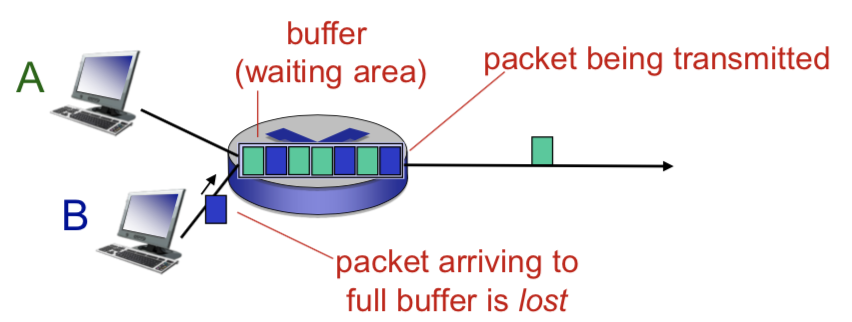 buffer
(waiting area)
packet being transmitted
A
B
packet arriving to
full buffer is lost